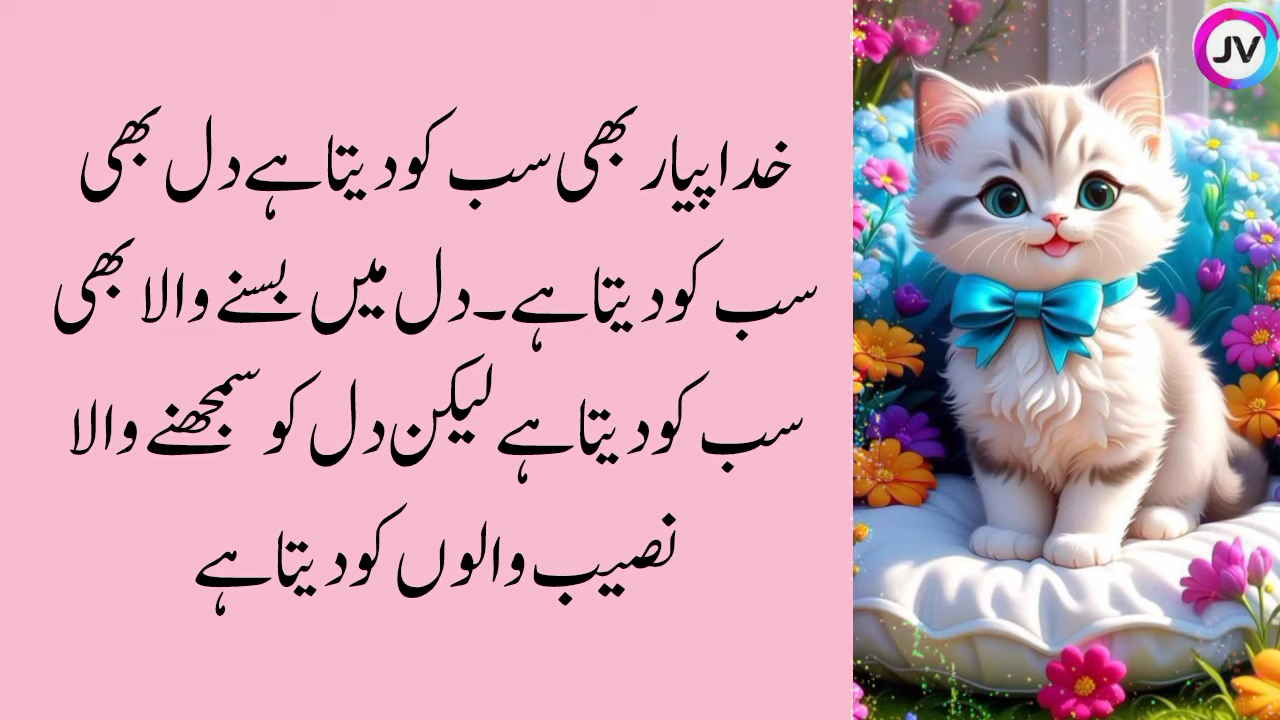 خدا پیار بھی سب کو دیتا ہے دل بھی
سب کو دیتا ہے۔ دل میں بسنے والا بھی
سب کو دیتا ہے لیکن دل کو سمجھنے والا
نصیب والوں کو دیتا ہے
JV